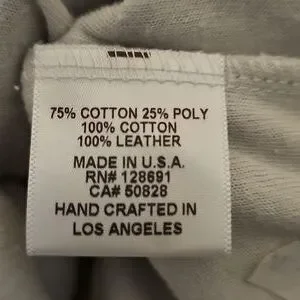 75% COTTON 25% POLY
100% COTTON
100% LEATHER
MADE IN U.S.A.
RN# 128691
CA# 50828
HAND CRAFTED IN
LOS ANGELES